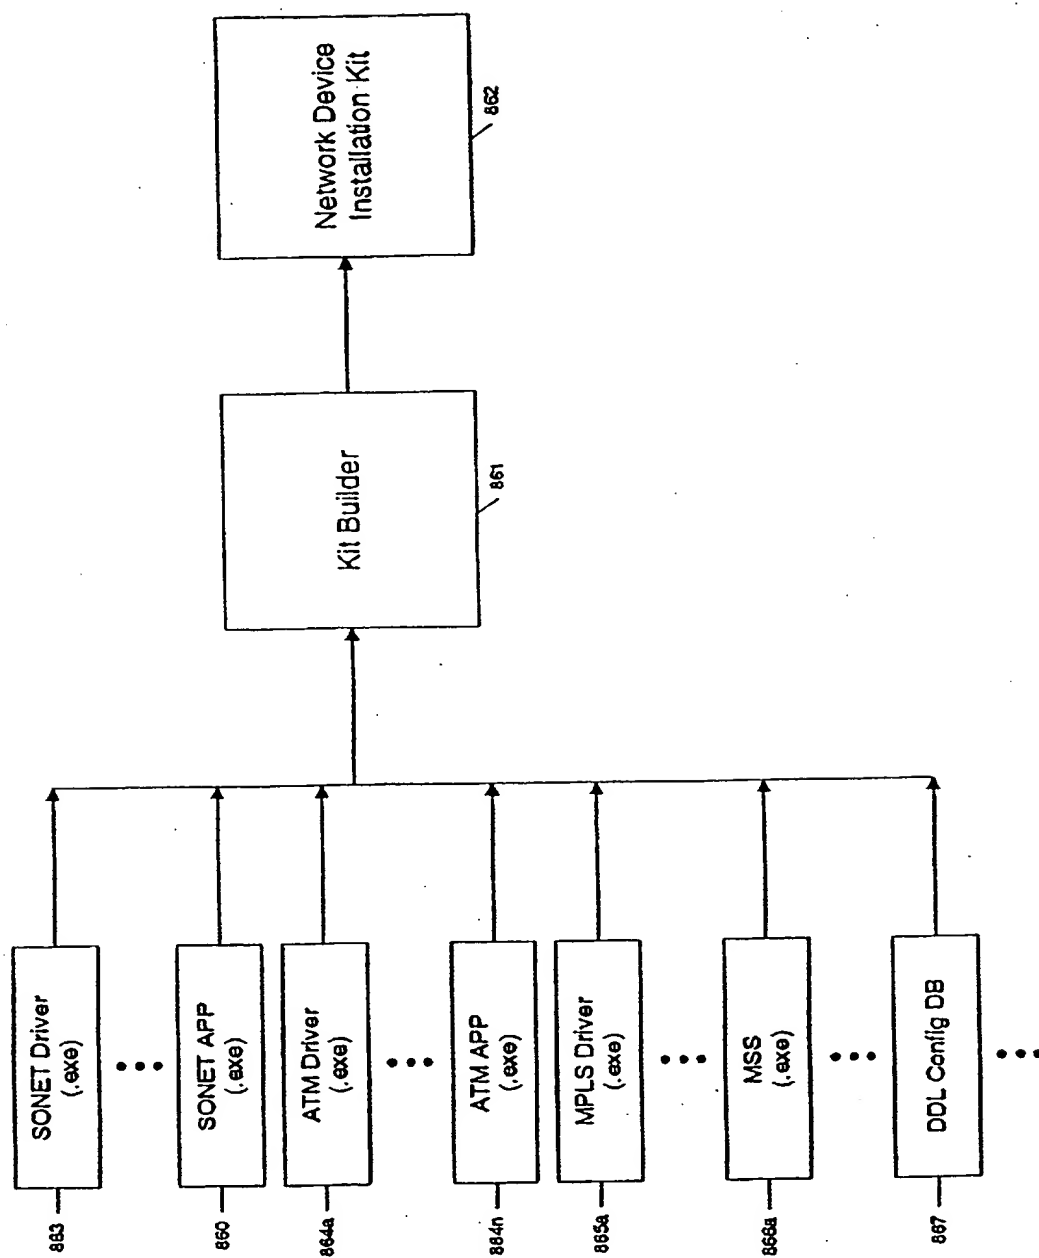 SONET Driver
(.exe)
863
SONET APP
(.exe)
860
ATM Driver
(.exe)
864a
ATM APP
(.exe)
864n
MPLS Driver
(.exe)
865a
MSS
(.exe)
866a
DDL Config DB
867
Kit Builder
861
Network Device
Installation Kit
862